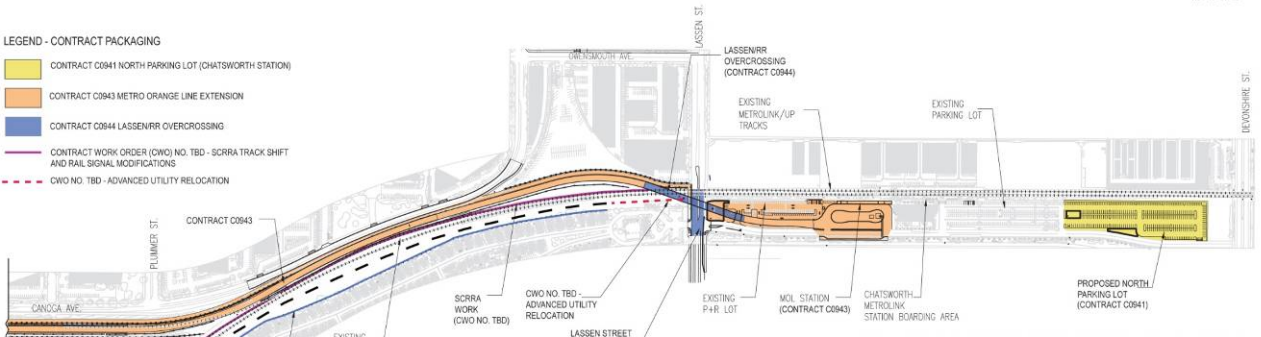 LEGEND - CONTRACT PACKAGING
CONTRACT C0941 NORTH PARKING LOT (CHATSWORTH STATION)
CONTRACT C0943 METRO ORANGE LINE EXTENSION
CONTRACT C0944 LASSEN/RR OVERCROSSING
CONTRACT WORK ORDER (CWO) NO. TBD - SCRRA TRACK SHIFT
AND RAIL SIGNAL MODIFICATIONS
CWO NO. TBD - ADVANCED UTILITY RELOCATION
CONTRACT C0943
PLUMMER ST.
CANOGA AVE.
OWENSMOUTH AVE.
LASSEN ST.
LASSEN/RR
OVERCROSSING
(CONTRACT C0944)
EXISTING
METROLINK/UP
TRACKS
EXISTING
PARKING LOT
DEVONSHIRE ST.
SCRRA
WORK
(CWO NO. TBD)
CWO NO. TBD -
ADVANCED UTILITY
RELOCATION
EXISTING
P+R LOT
MOL STATION
(CONTRACT C0943)
CHATSWORTH
METROLINK
STATION BOARDING AREA
PROPOSED NORTH
PARKING LOT
(CONTRACT C0941)
LASSEN STREET
EXISTING